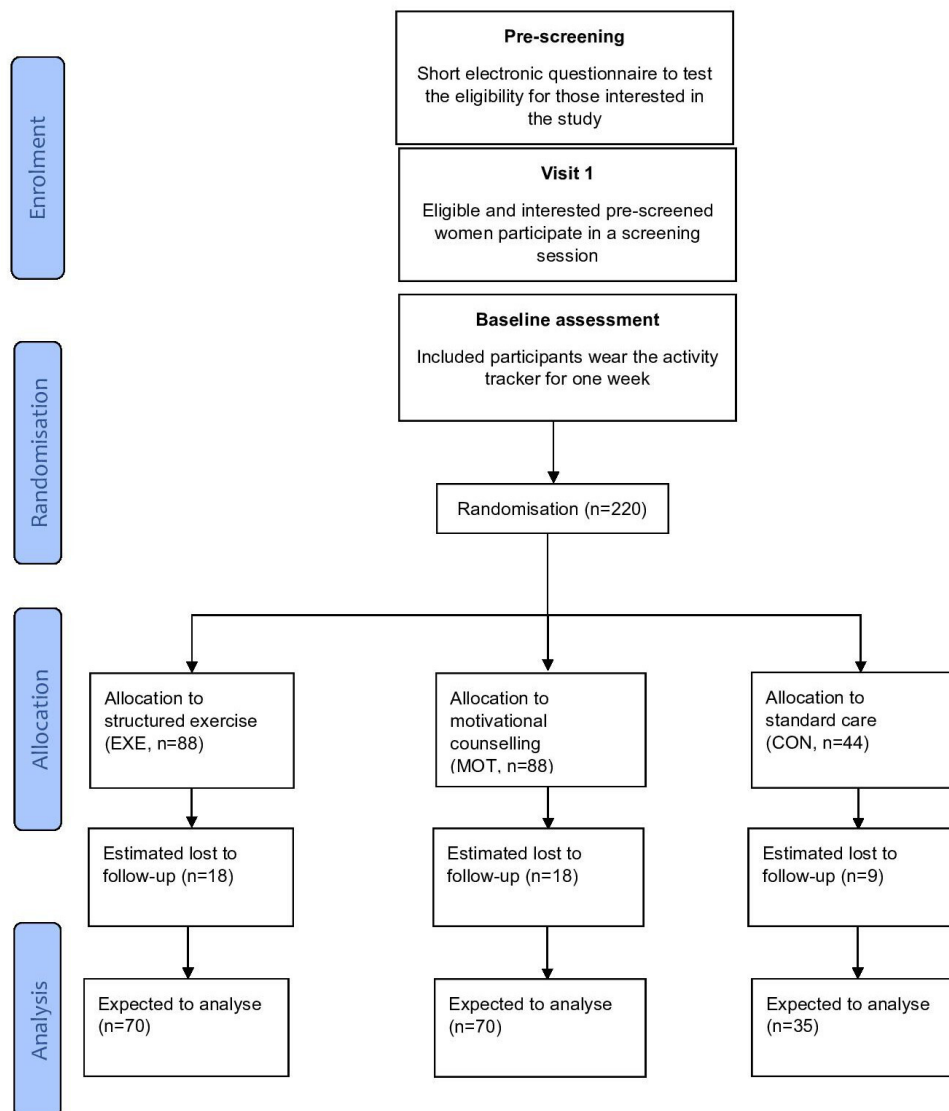 Enrolment
Pre-screening
Short electronic questionnaire to test
the eligibility for those interested in
the study
Visit 1
Eligible and interested pre-screened
women participate in a screening
session
Randomisation
Baseline assessment
Included participants wear the activity
tracker for one week
Randomisation (n=220)
Allocation
Allocation to
structured exercise
(EXE, n=88)
Allocation to
motivational
counselling
(MOT, n=88)
Allocation to
standard care
(CON, n=44)
Estimated lost to
follow-up (n=18)
Estimated lost to
follow-up (n=18)
Estimated lost to
follow-up (n=9)
Analysis
Expected to analyse
(n=70)
Expected to analyse
(n=70)
Expected to analyse
(n=35)